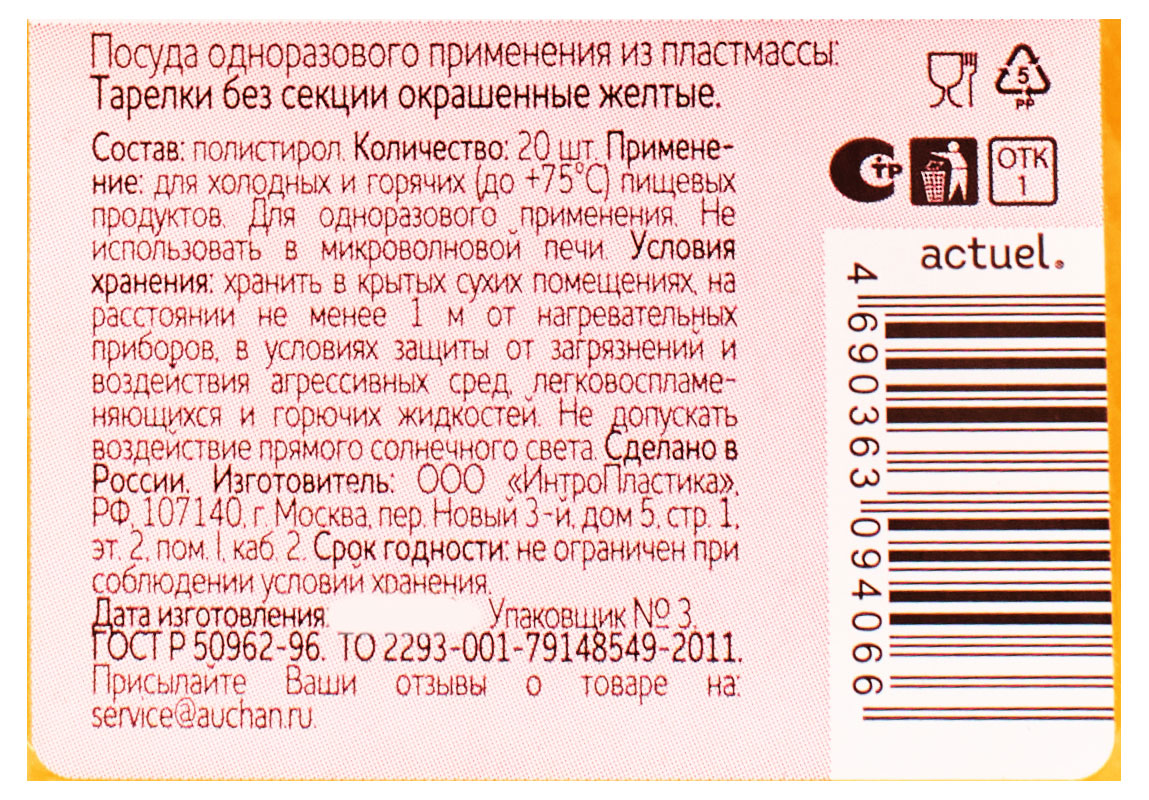 Посуда одноразового применения из пластмассы:
Тарелки без секции окрашенные желтые.
Состав: полистирол. Количество: 20 шт. Примене-
ние: для холодных и горячих (до +75°С) пищевых
продуктов. Для одноразового применения. Не
использовать в микроволновой печи. Условия
хранения: хранить в крытых сухих помещениях, на
расстоянии не менее 1 м от нагревательных
приборов, в условиях защиты от загрязнений и
воздействия агрессивных сред, легковоспламе-
няющихся и горючих жидкостей. Не допускать
воздействие прямого солнечного света. Сделано в
России. Изготовитель: ООО «ИнтроПластика»,
РФ, 107140, г. Москва, пер. Новый 3-й, дом 5, стр. 1,
эт. 2, пом. I, каб. 2. Срок годности: не ограничен при
соблюдении условий хранения.
Дата изготовления: Упаковщик № 3.
ГОСТ Р 50962-96. ТО 2293-001-79148549-2011.
Присылайте Ваши отзывы о товаре на:
service@auchan.ru.
5
PP
СТР
ОТК
1
actuel®
4 690363 094066